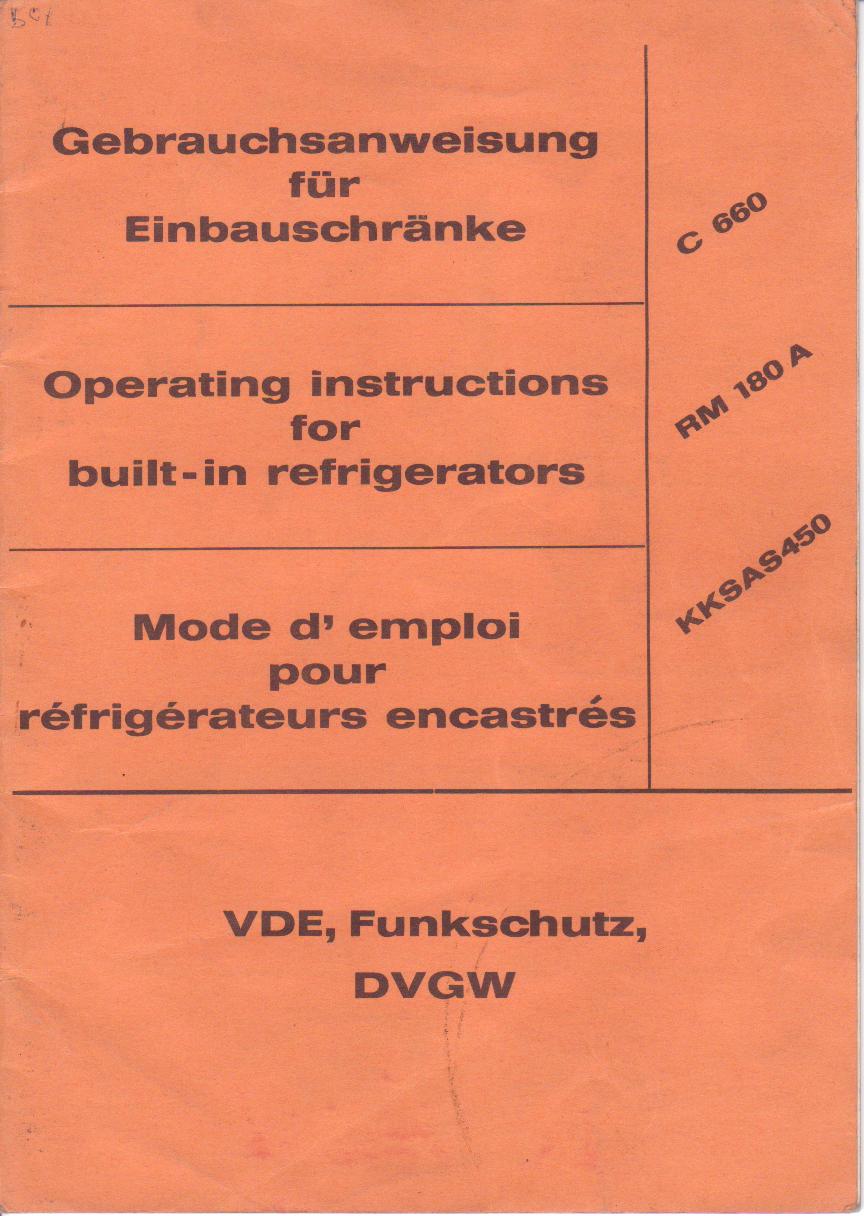 Gebrauchsanweisung
für
Einbauschränke
Operating instructions
for
built-in refrigerators
Mode d' emploi
pour
réfrigérateurs encastrés
C 660
RM 180 A
KKSAS450
VDE, Funkschutz,
DVGW